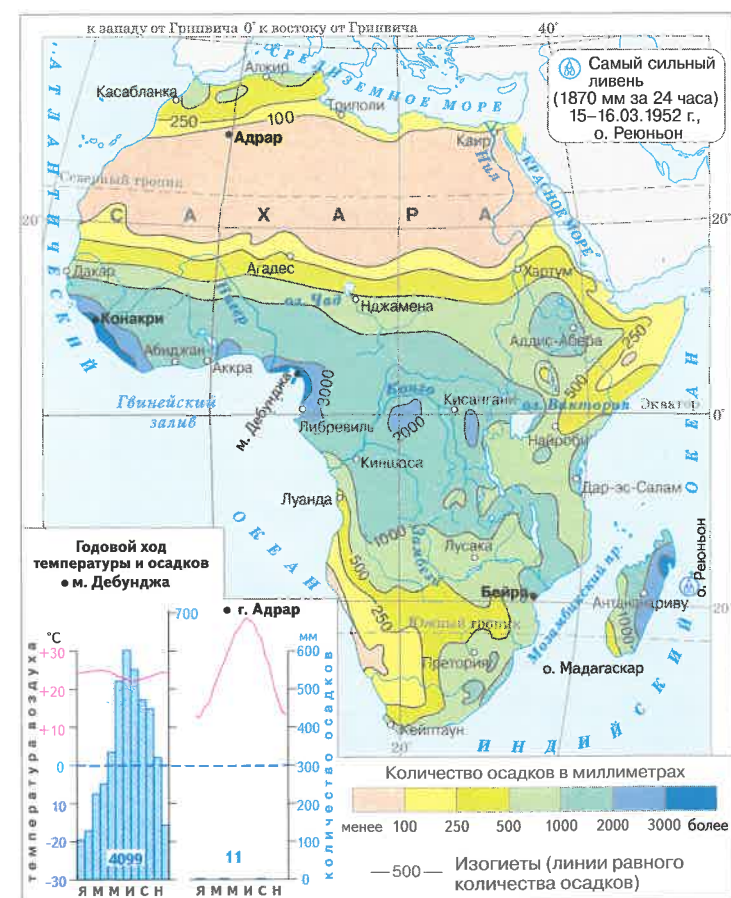 к западу от Гринвича 0° к востоку от Гринвича
40°
АТЛАНТИЧЕСКИЙ
ОКЕАН
СРЕДИЗЕМНОЕ МОРЕ
Самый сильный
ливень
(1870 мм за 24 часа)
15–16.03.1952 г.,
о. Реюньон
Алжир
Касабланка
Триполи
250
100
Адрар
Каир
Нил
КРАСНОЕ МОРЕ
Северный тропик
20°
20°
САХАРА
Агадес
Хартум
Дакар
Нигер
оз. Чад
Нджамена
Конакри
Аддис-Абеба
250
Абиджан
Аккра
500
Гвинейский
залив
м. Дебунджа
3000
Конго
Кисангани
оз. Виктория
Экватор
0°
2000
Либревиль
Найроби
Киншаса
Дар-эс-Салам
Луанда
ИНДИЙСКИЙ ОКЕАН
1000
Замбези
Лусака
500
о. Реюньон
Бейра
Мозамбикский пр.
Антананариву
250
20°
Южный тропик
1000
Претория
о. Мадагаскар
Кейптаун
20°
Годовой ход
температуры и осадков
• м. Дебунджа
700
• г. Адрар
°C
мм
температура воздуха
+30
+20
+10
0
10
-20
-30
количество осадков
600
500
400
300
200
100
0
4099
11
Я М М И С Н
Я М М И С Н
Количество осадков в миллиметрах
менее 100 250 500 1000 2000 3000 более
—500— Изогиеты (линии равного
количества осадков)